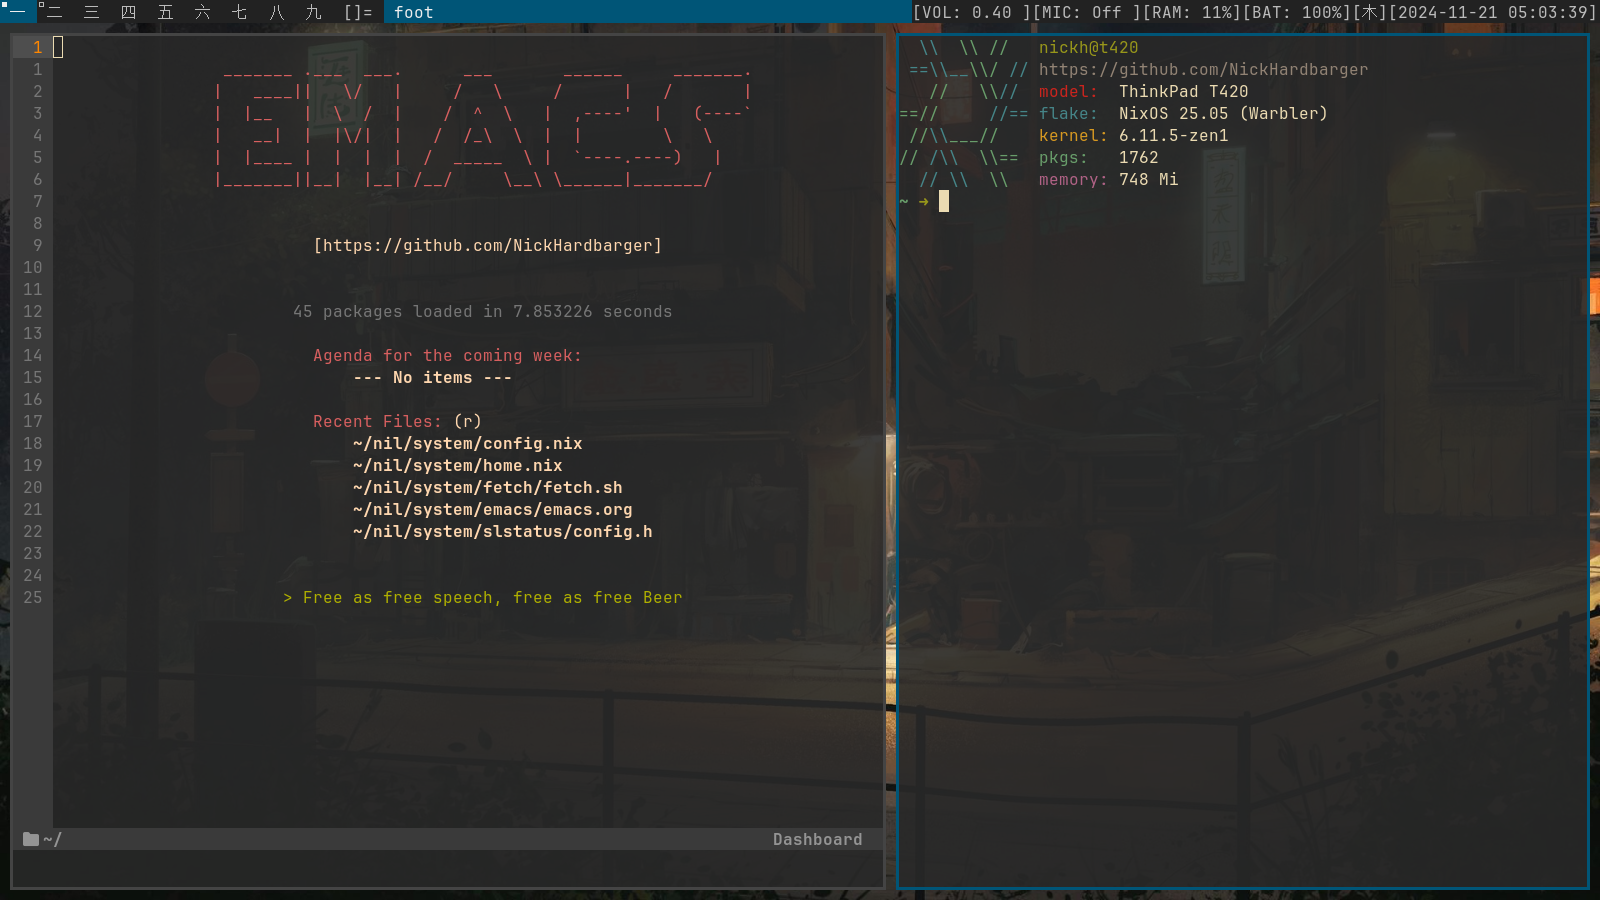 一 二 三 四 五 六 七 八 九 []= foot [VOL: 0.40 ][MIC: Off ][RAM: 11%][BAT: 100%][木][2024-11-21 05:03:39]
EMACS
[https://github.com/NickHardbarger]
45 packages loaded in 7.853226 seconds
Agenda for the coming week:
--- No items ---
Recent Files: (r)
~/nil/system/config.nix
~/nil/system/home.nix
~/nil/system/fetch/fetch.sh
~/nil/system/emacs/emacs.org
~/nil/system/slstatus/config.h
> Free as free speech, free as free Beer
1
1
2
3
4
5
6
7
8
9
10
11
12
13
14
15
16
17
18
19
20
21
22
23
24
25
~/ Dashboard
nickh@t420
https://github.com/NickHardbarger
model: ThinkPad T420
flake: NixOS 25.05 (Warbler)
kernel: 6.11.5-zen1
pkgs: 1762
memory: 748 Mi
~ →